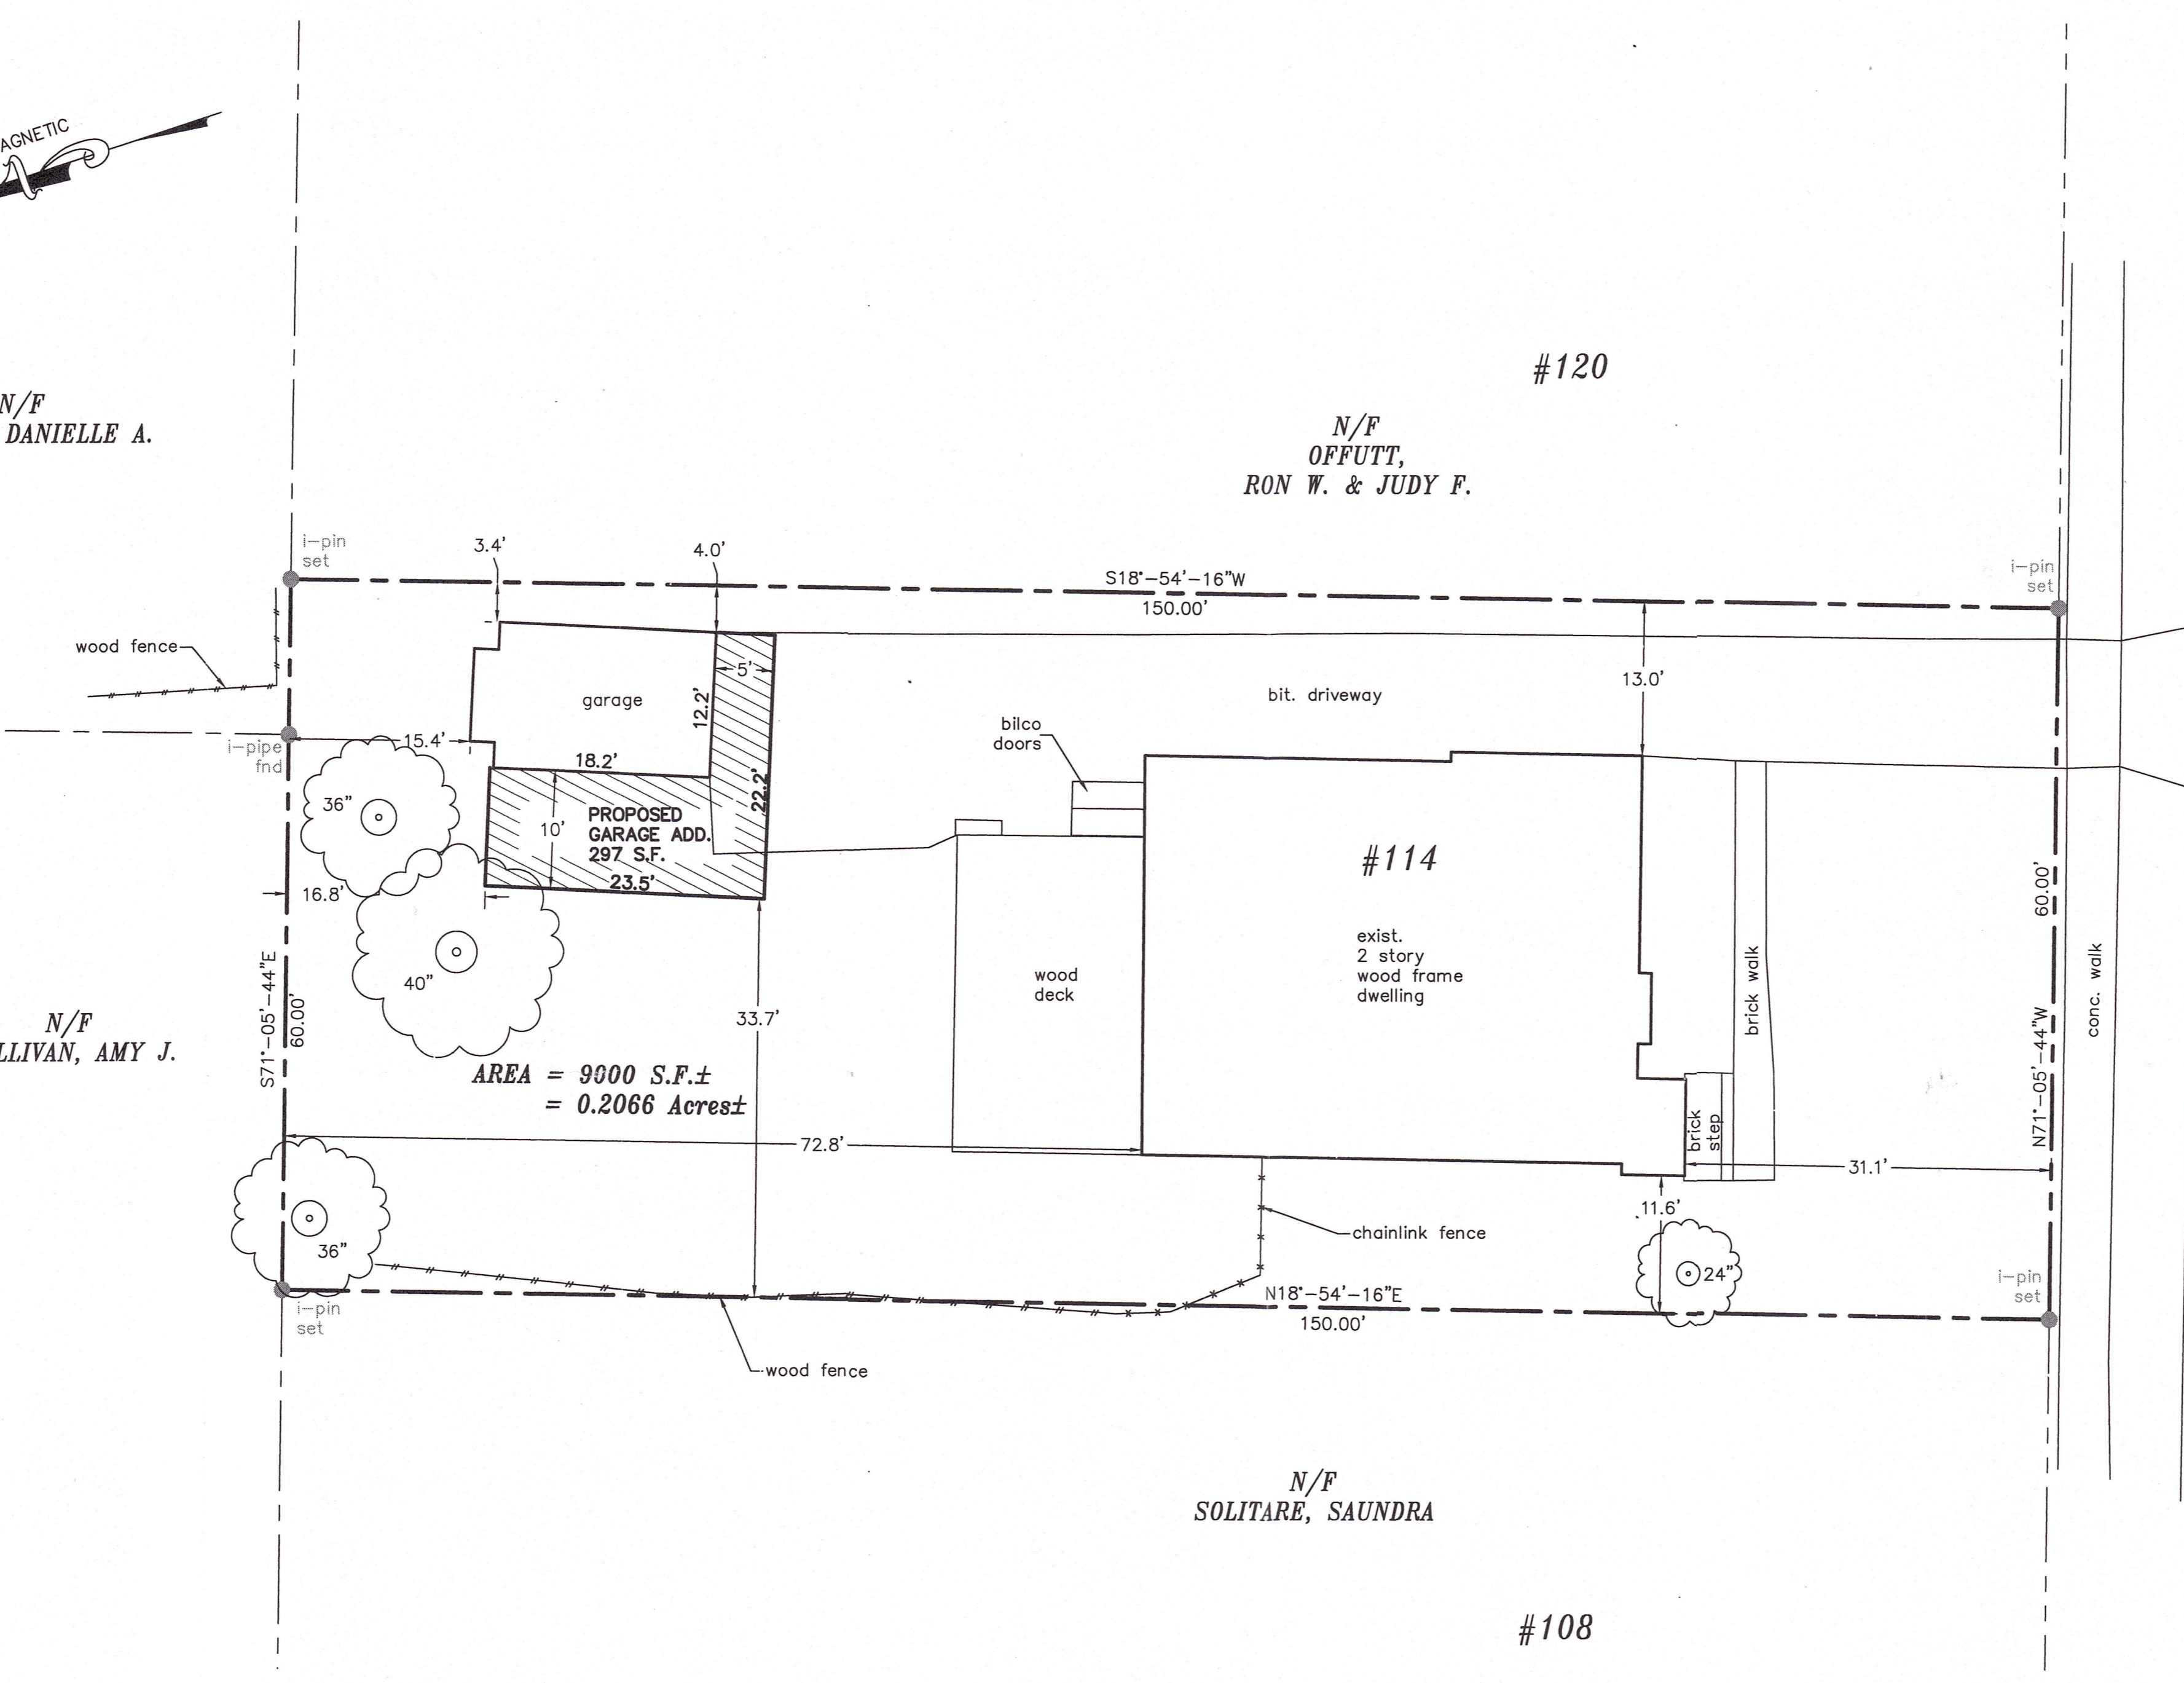 AGNETIC
N
#120
N/F
DANIELLE A.
N/F
OFFUTT,
RON W. & JUDY F.
i-pin
set
3.4'
4.0'
S18°-54'-16"W
150.00'
i-pin
set
wood fence
garage
5'
12.2'
13.0'
bit. driveway
bilco
doors
i-pipe
fnd
15.4'
18.2'
22.2'
36"
10'
PROPOSED
GARAGE ADD.
297 S.F.
23.5'
16.8'
#114
exist.
2 story
wood frame
dwelling
wood
deck
brick walk
60.00'
N71°-05'-44"W
conc. walk
40"
S71°-05'-44"E
60.00'
33.7'
N/F
LLIVAN, AMY J.
AREA = 9000 S.F.±
= 0.2066 Acres±
72.8'
brick
step
31.1'
11.6'
36"
chainlink fence
24"
i-pin
set
i-pin
set
N18°-54'-16"E
150.00'
wood fence
N/F
SOLITARE, SAUNDRA
#108